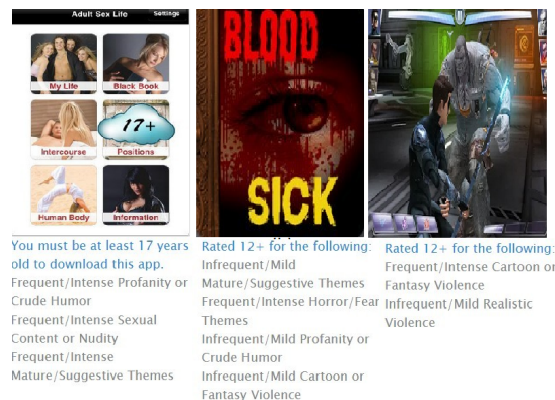 Adult Sex Life
Settings
My Life
Black Book
Intercourse
17+
Positions
Human Body
Information
You must be at least 17 years
old to download this app.
Frequent/Intense Profanity or
Crude Humor
Frequent/Intense Sexual
Content or Nudity
Frequent/Intense
Mature/Suggestive Themes
BLOOD
SICK
Rated 12+ for the following:
Infrequent/Mild
Mature/Suggestive Themes
Frequent/Intense Horror/Fear
Themes
Infrequent/Mild Profanity or
Crude Humor
Infrequent/Mild Cartoon or
Fantasy Violence
Rated 12+ for the following:
Frequent/Intense Cartoon or
Fantasy Violence
Infrequent/Mild Realistic
Violence